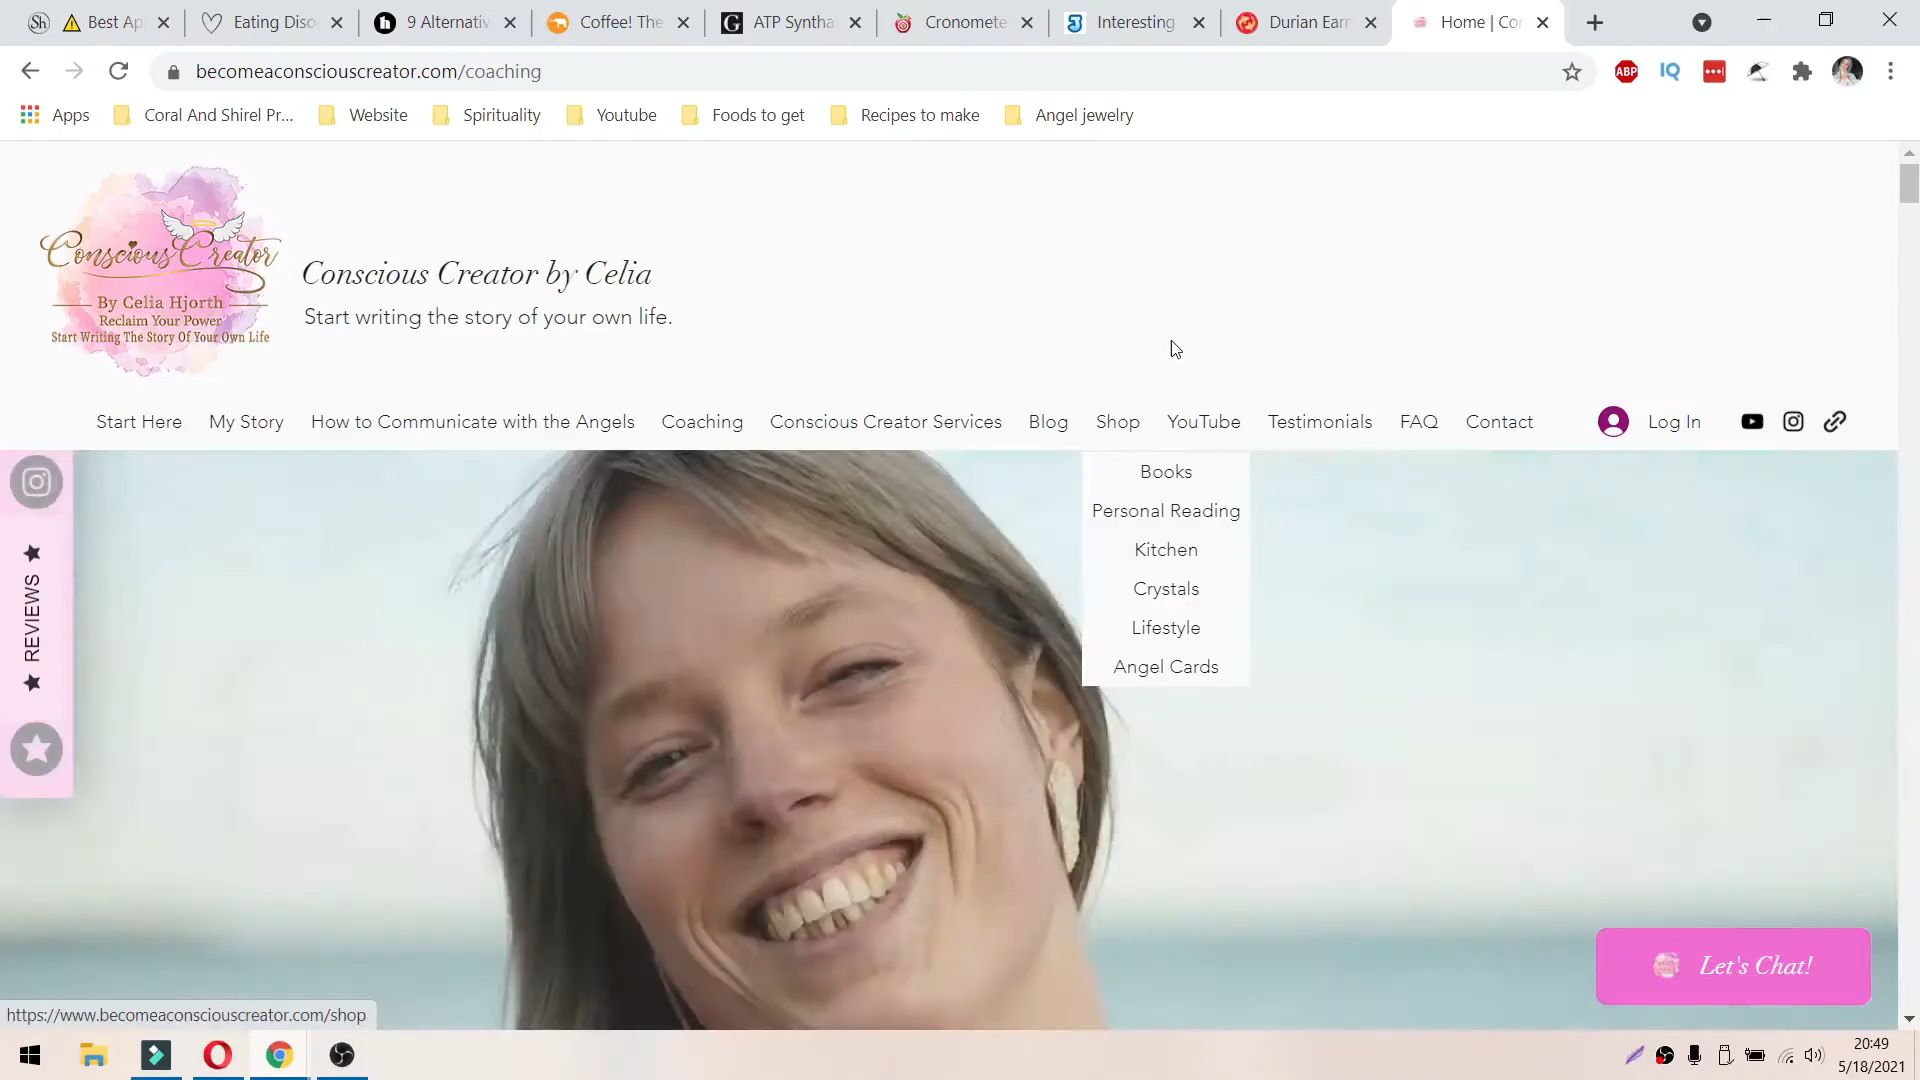 Best Ap
Eating Diso
9 Alternativ
Coffee! The
ATP Syntha
Cronomete
Interesting
Durian Earr
Home | Co
becomeaconsciouscreator.com/coaching
ABP
IQ
Apps
Coral And Shirel Pr...
Website
Spirituality
Youtube
Foods to get
Recipes to make
Angel jewelry
Conscious Creator
By Celia Hjorth
Reclaim Your Power
Start Writing The Story Of Your Own Life
Conscious Creator by Celia
Start writing the story of your own life.
Start Here
My Story
How to Communicate with the Angels
Coaching
Conscious Creator Services
Blog
Shop
YouTube
Testimonials
FAQ
Contact
Log In
Books
Personal Reading
Kitchen
Crystals
Lifestyle
Angel Cards
REVIEWS
Let's Chat!
https://www.becomeaconsciouscreator.com/shop
20:49
5/18/2021